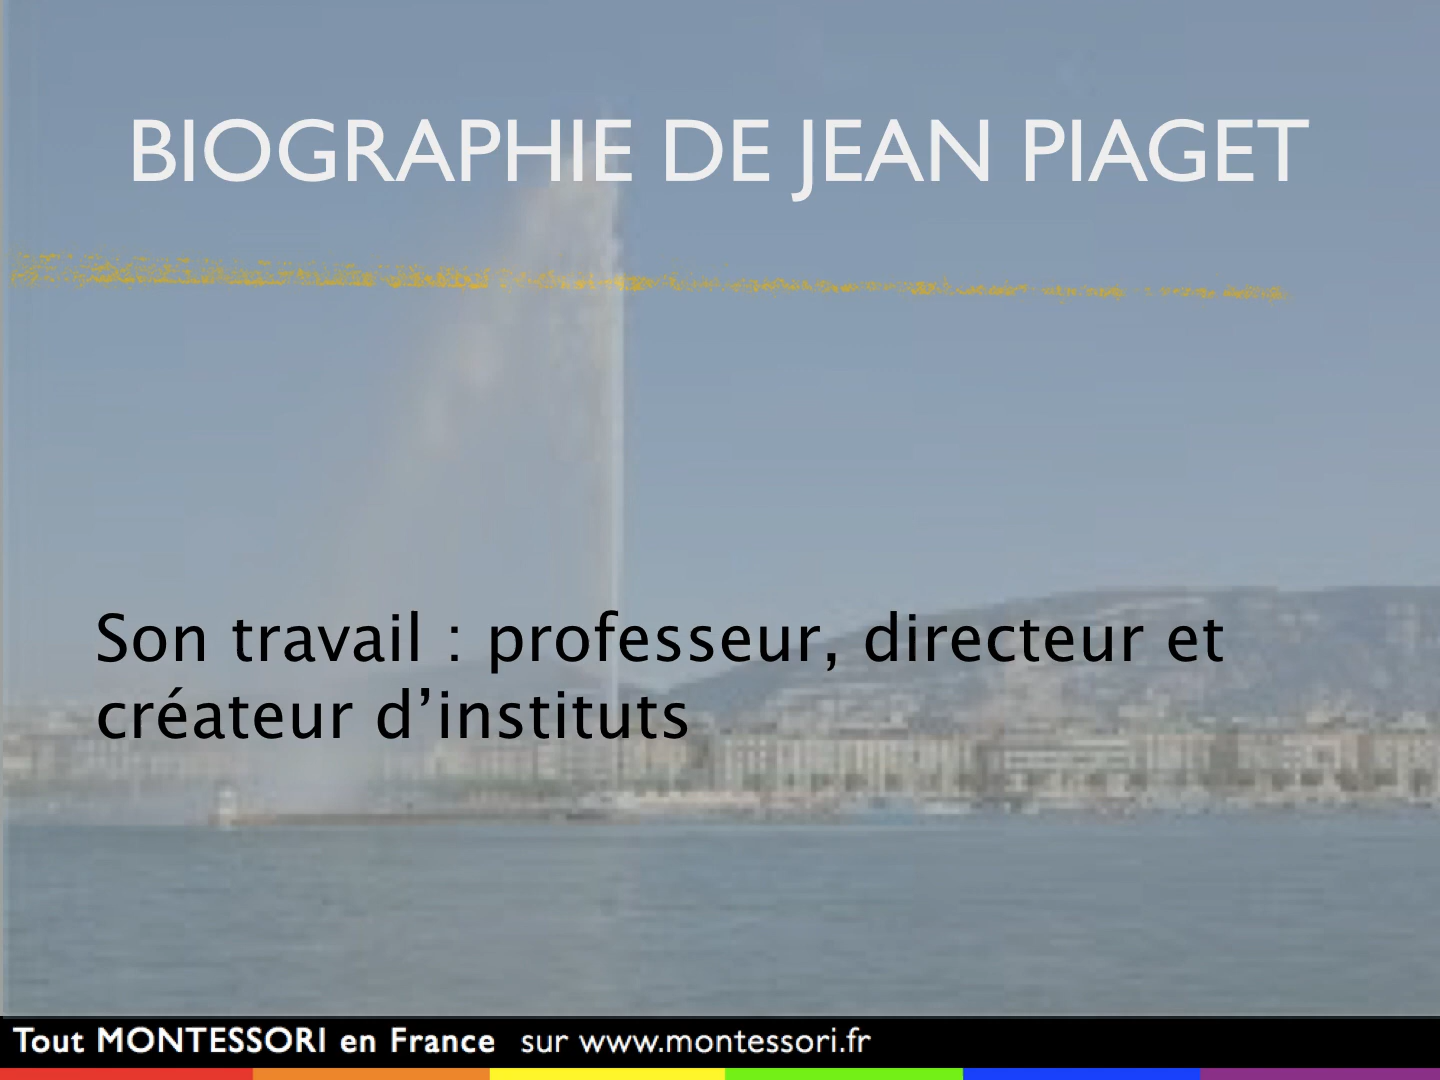 BIOGRAPHIE DE JEAN PIAGET
Son travail : professeur, directeur et
créateur d’instituts
Tout MONTESSORI en France sur www.montessori.fr